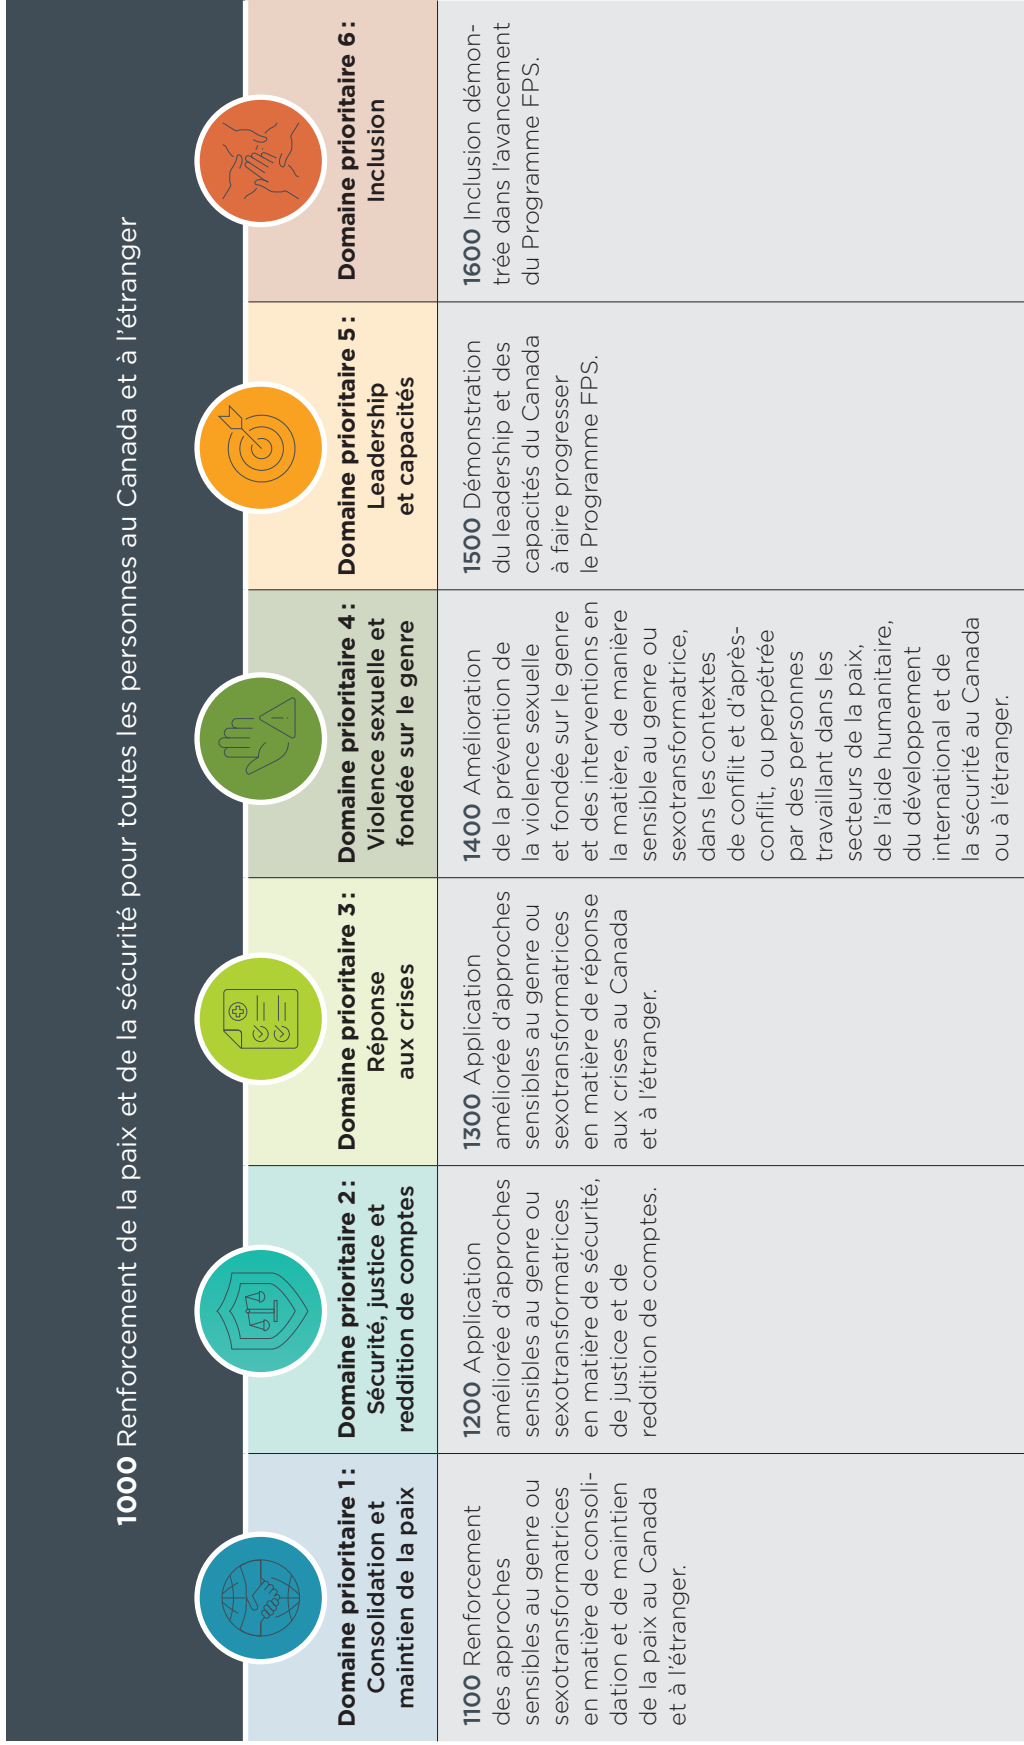 1000 Renforcement de la paix et de la sécurité pour toutes les personnes au Canada et à l'étranger
Domaine prioritaire 1 :
Consolidation et
maintien de la paix
1100 Renforcement
des approches
sensibles au genre ou
sexotransformatrices
en matière de consoli-
dation et de maintien
de la paix au Canada
et à l'étranger.
Domaine prioritaire 2 :
Sécurité, justice et
reddition de comptes
1200 Application
améliorée d'approches
sensibles au genre ou
sexotransformatrices
en matière de sécurité,
de justice et de
reddition de comptes.
Domaine prioritaire 3 :
Réponse
aux crises
1300 Application
améliorée d'approches
sensibles au genre ou
sexotransformatrices
en matière de réponse
aux crises au Canada
et à l'étranger.
Domaine prioritaire 4 :
Violence sexuelle et
fondée sur le genre
1400 Amélioration
de la prévention de
la violence sexuelle
et fondée sur le genre
et des interventions en
la matière, de manière
sensible au genre ou
sexotransformatrice,
dans les contextes
de conflit et d'après-
conflit, ou perpétrée
par des personnes
travaillant dans les
secteurs de la paix,
de l'aide humanitaire,
du développement
international et de
la sécurité au Canada
ou à l'étranger.
Domaine prioritaire 5 :
Leadership
et capacités
1500 Démonstration
du leadership et des
capacités du Canada
à faire progresser
le Programme FPS.
Domaine prioritaire 6 :
Inclusion
1600 Inclusion démon-
trée dans l'avancement
du Programme FPS.